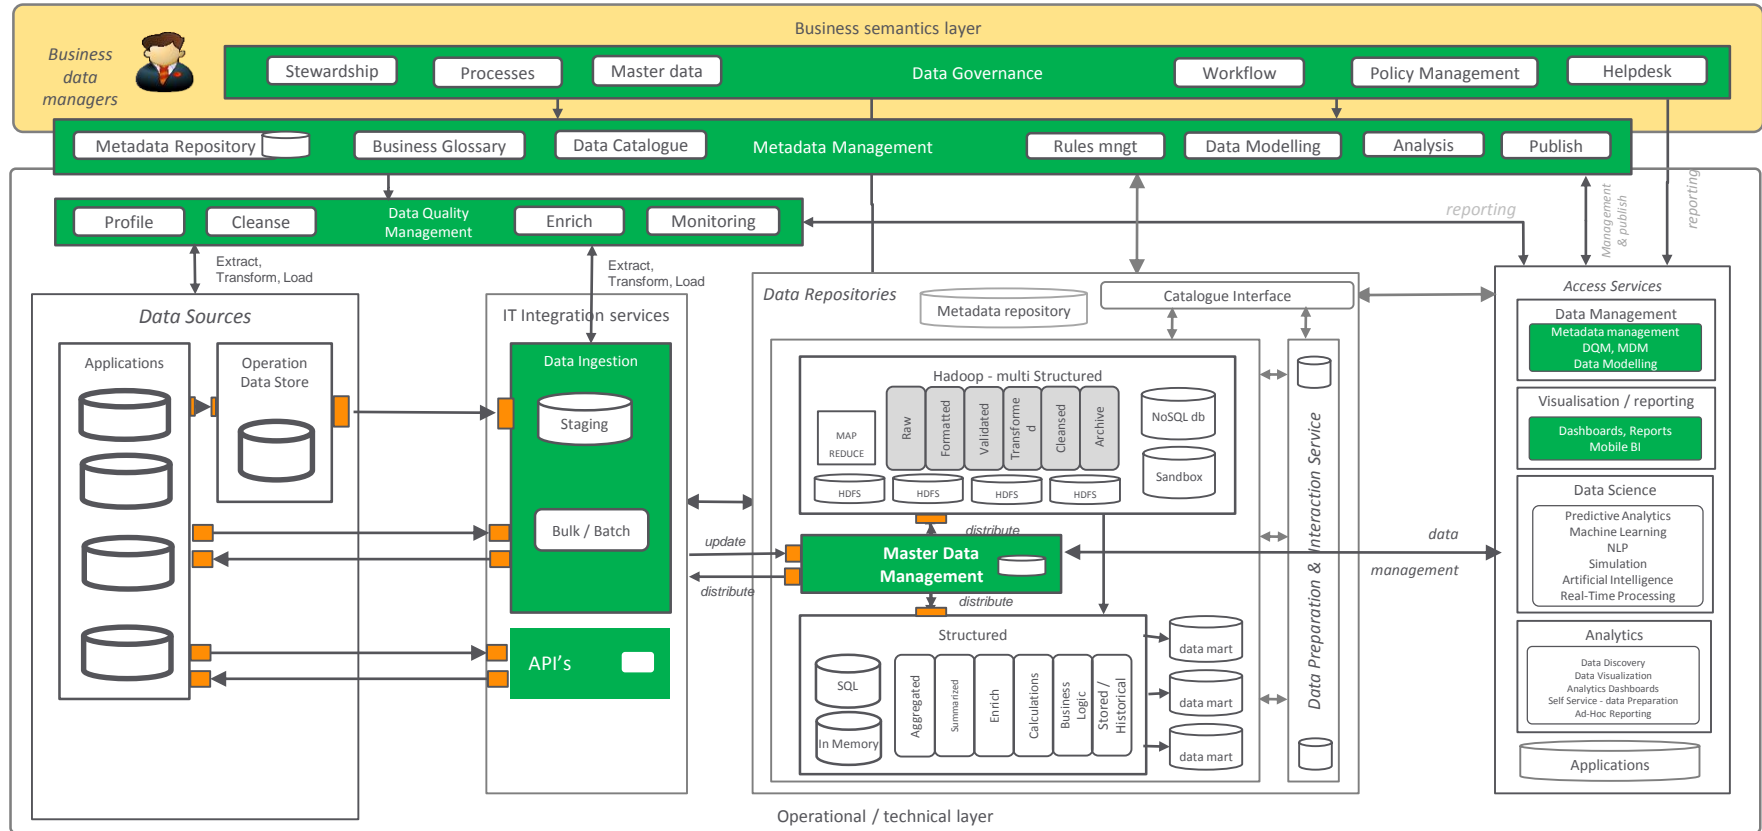 Business semantics layer
Business
data
managers
Stewardship
Processes
Master data
Data Governance
Workflow
Policy Management
Helpdesk
Metadata Repository
Business Glossary
Data Catalogue
Metadata Management
Rules mngt
Data Modelling
Analysis
Publish
Profile
Cleanse
Data Quality
Management
Enrich
Monitoring
reporting
Management
& publish
reporting
Extract,
Transform, Load
Extract,
Transform, Load
Data Sources
Applications
Operation
Data Store
IT Integration services
Data Ingestion
Staging
Bulk / Batch
API's
update
distribute
Data Repositories
Metadata repository
Catalogue Interface
Hadoop - multi Structured
MAP
REDUCE
Raw
Formatted
Validated
Transforme
d
Cleansed
Archive
NoSQL db
Sandbox
HDFS
HDFS
HDFS
HDFS
distribute
Master Data
Management
distribute
Structured
SQL
In Memory
Aggregated
Summarized
Enrich
Calculations
Business
Logic
Stored /
Historical
data mart
data mart
data mart
Data Preparation & Interaction Service
data
management
Access Services
Data Management
Metadata management
DQM, MDM
Data Modelling
Visualisation / reporting
Dashboards, Reports
Mobile BI
Data Science
Predictive Analytics
Machine Learning
NLP
Simulation
Artificial Intelligence
Real-Time Processing
Analytics
Data Discovery
Data Visualization
Analytics Dashboards
Self Service - data Preparation
Ad-Hoc Reporting
Applications
Operational / technical layer